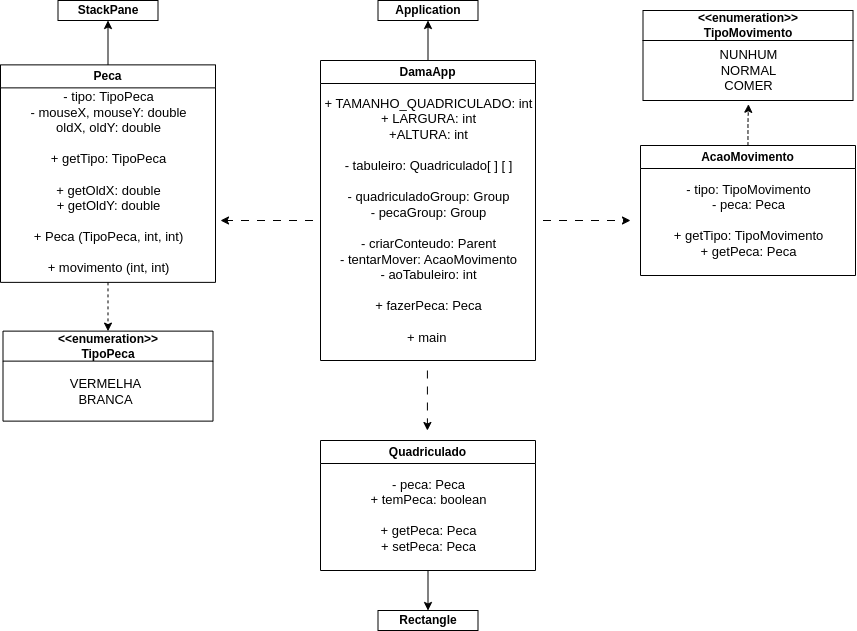 StackPane
Peca
- tipo: TipoPeca
- mouseX, mouseY: double
oldX, oldY: double
+ getTipo: TipoPeca
+ getOldX: double
+ getOldY: double
+ Peca (TipoPeca, int, int)
+ movimento (int, int)
<<enumeration>>
TipoPeca
VERMELHA
BRANCA
Application
DamaApp
+ TAMANHO_QUADRICULADO: int
+ LARGURA: int
+ALTURA: int
- tabuleiro: Quadriculado[ ] [ ]
- quadriculadoGroup: Group
- pecaGroup: Group
- criarConteudo: Parent
- tentarMover: AcaoMovimento
- aoTabuleiro: int
+ fazerPeca: Peca
+ main
Quadriculado
- peca: Peca
+ temPeca: boolean
+ getPeca: Peca
+ setPeca: Peca
Rectangle
<<enumeration>>
TipoMovimento
NUNHUM
NORMAL
COMER
AcaoMovimento
- tipo: TipoMovimento
- peca: Peca
+ getTipo: TipoMovimento
+ getPeca: Peca